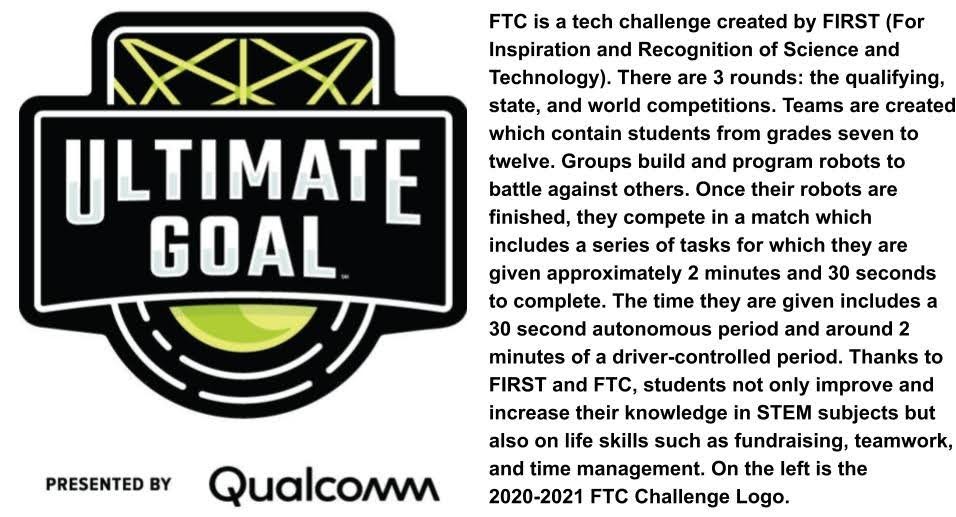 ULTIMATE
GOAL
SM
PRESENTED BY Qualcomm
FTC is a tech challenge created by FIRST (For
Inspiration and Recognition of Science and
Technology). There are 3 rounds: the qualifying,
state, and world competitions. Teams are created
which contain students from grades seven to
twelve. Groups build and program robots to
battle against others. Once their robots are
finished, they compete in a match which
includes a series of tasks for which they are
given approximately 2 minutes and 30 seconds
to complete. The time they are given includes a
30 second autonomous period and around 2
minutes of a driver-controlled period. Thanks to
FIRST and FTC, students not only improve and
increase their knowledge in STEM subjects but
also on life skills such as fundraising, teamwork,
and time management. On the left is the
2020-2021 FTC Challenge Logo.